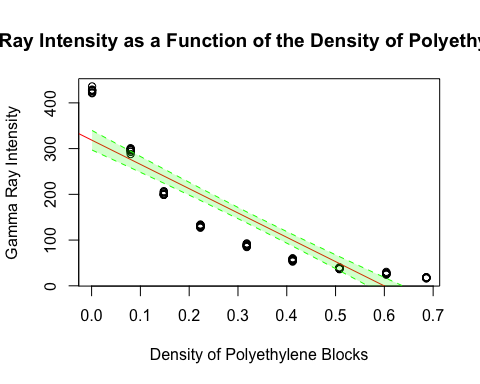 Ray Intensity as a Function of the Density of
Gamma Ray Intensity
400
300
200
100
0
0.0 0.1 0.2 0.3 0.4 0.5 0.6 0.7
Density of Polyethylene Blocks